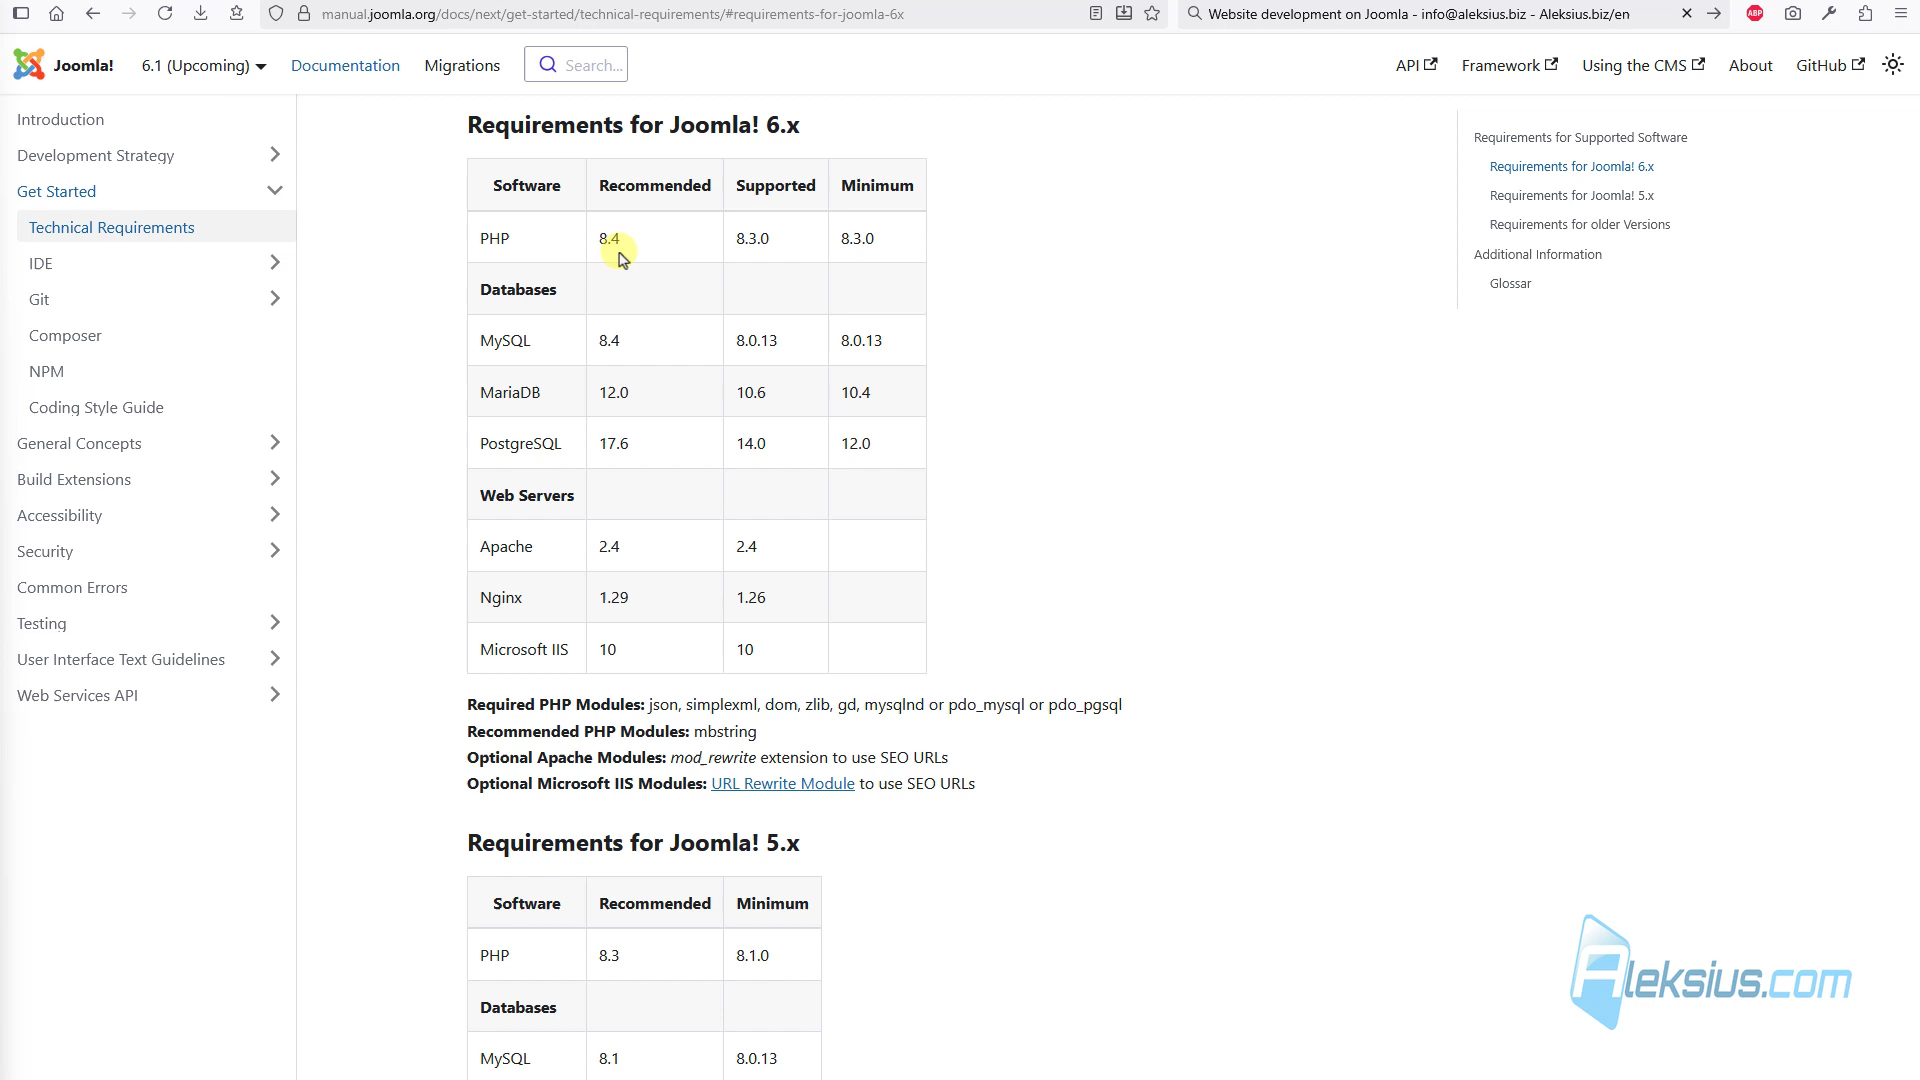 manual.joomla.org/docs/next/get-started/technical-requirements/#requirements-for-joomla-6x
Website development on Joomla - info@aleksius.biz - Aleksius.biz/en
ABP
Joomla!
6.1 (Upcoming)
Documentation
Migrations
Search...
API
Framework
Using the CMS
About
GitHub
Introduction
Development Strategy
Get Started
Technical Requirements
IDE
Git
Composer
NPM
Coding Style Guide
General Concepts
Build Extensions
Accessibility
Security
Common Errors
Testing
User Interface Text Guidelines
Web Services API
Requirements for Joomla! 6.x
Software Recommended Supported Minimum
PHP 8.4 8.3.0 8.3.0
Databases
MySQL 8.4 8.0.13 8.0.13
MariaDB 12.0 10.6 10.4
PostgreSQL 17.6 14.0 12.0
Web Servers
Apache 2.4 2.4
Nginx 1.29 1.26
Microsoft IIS 10 10
Required PHP Modules: json, simplexml, dom, zlib, gd, mysqlnd or pdo_mysql or pdo_pgsql
Recommended PHP Modules: mbstring
Optional Apache Modules: mod_rewrite extension to use SEO URLs
Optional Microsoft IIS Modules: URL Rewrite Module to use SEO URLs
Requirements for Joomla! 5.x
Software Recommended Minimum
PHP 8.3 8.1.0
Databases
MySQL 8.1 8.0.13
Requirements for Supported Software
Requirements for Joomla! 6.x
Requirements for Joomla! 5.x
Requirements for older Versions
Additional Information
Glossar
Aleksius.com